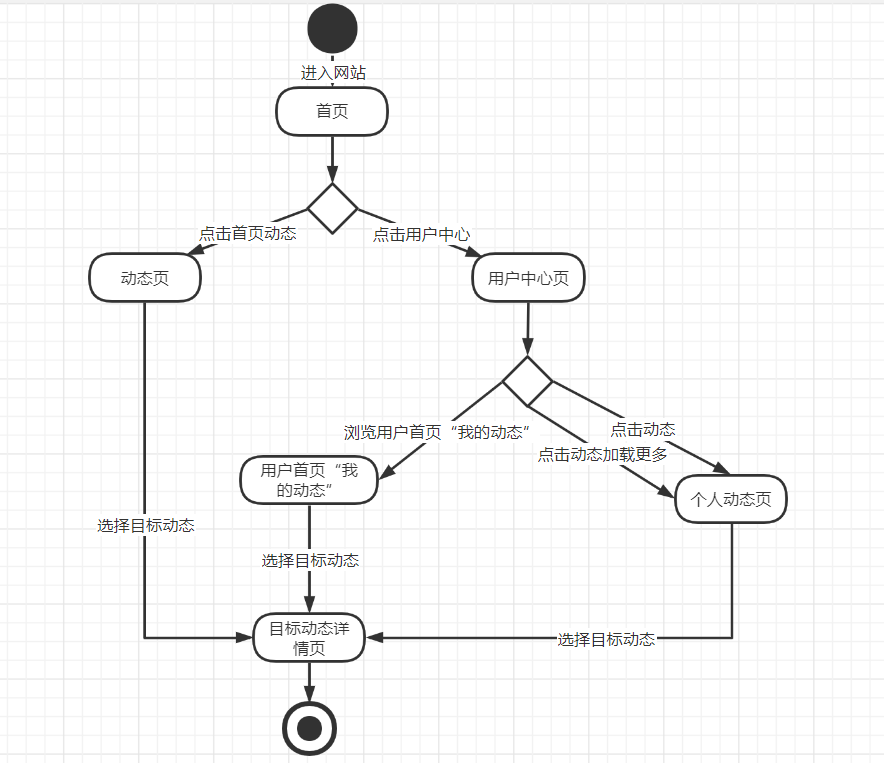 进入网站
首页
点击首页动态
点击用户中心
动态页
用户中心页
点击动态
浏览用户首页“我的动态”
点击动态加载更多
用户首页“我
的动态”
个人动态页
选择目标动态
选择目标动态
目标动态详
情页
选择目标动态